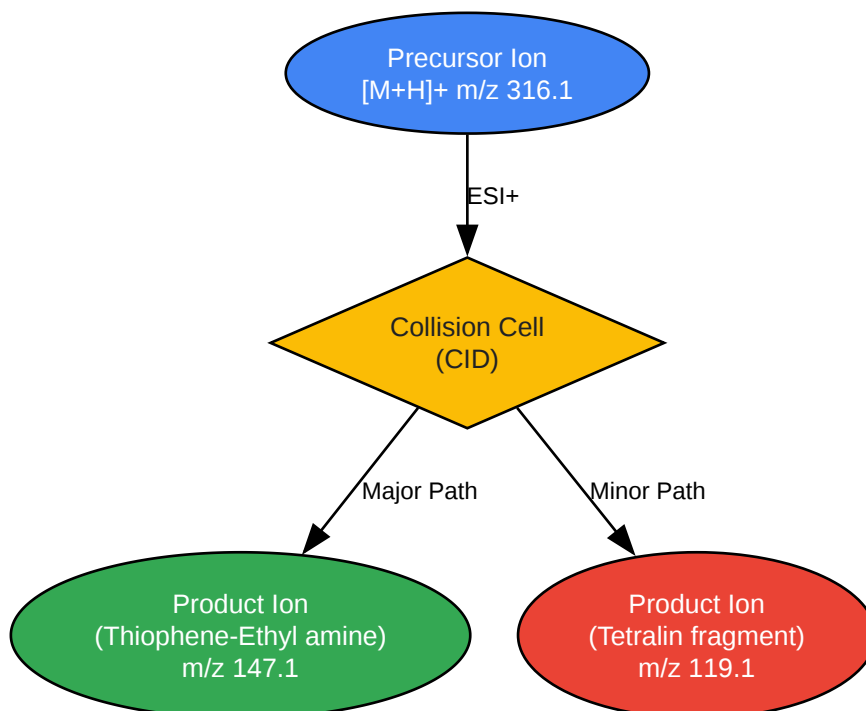 Precursor Ion
[M+H]+ m/z 316.1
ESI+
Collision Cell
(CID)
Major Path
Minor Path
Product Ion
(Thiophene-Ethyl amine)
m/z 147.1
Product Ion
(Tetralin fragment)
m/z 119.1